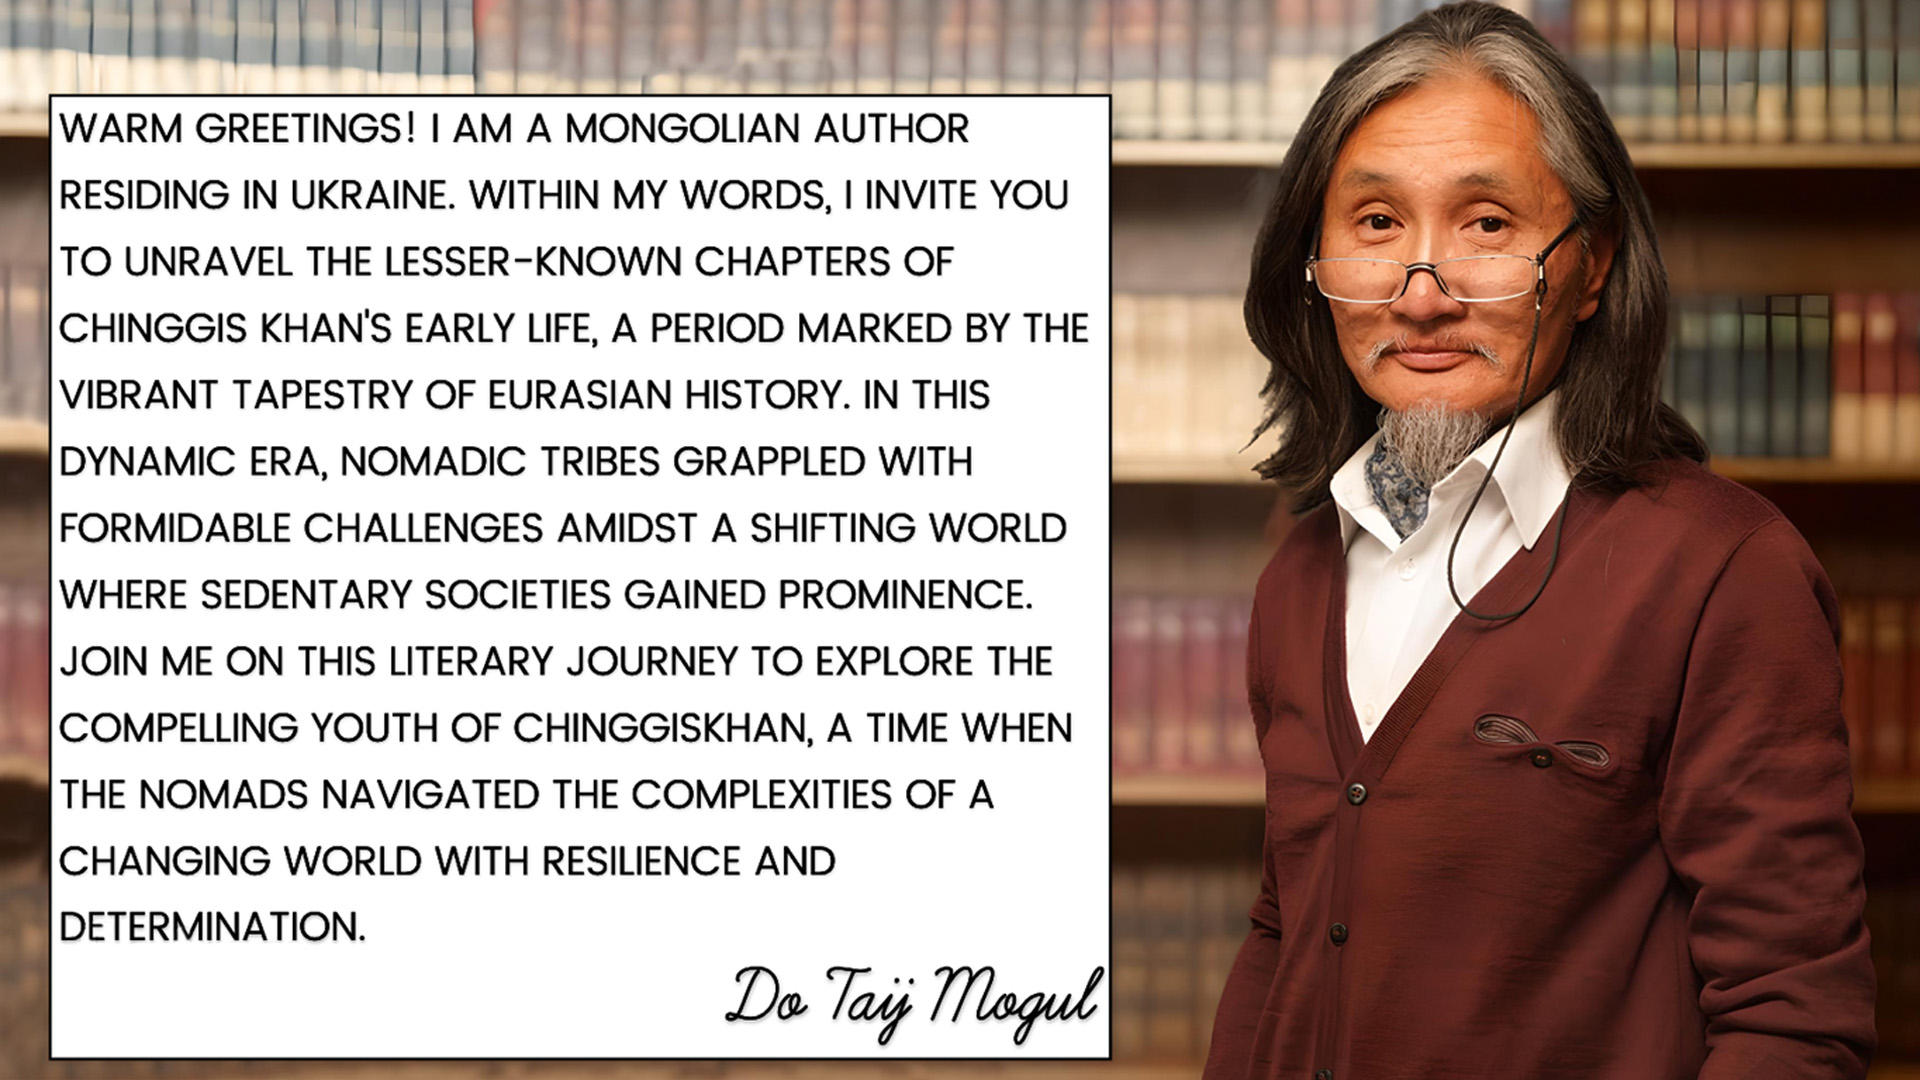 WARM GREETINGS! I AM A MONGOLIAN AUTHOR
RESIDING IN UKRAINE. WITHIN MY WORDS, I INVITE YOU
TO UNRAVEL THE LESSER-KNOWN CHAPTERS OF
CHINGGIS KHAN'S EARLY LIFE, A PERIOD MARKED BY THE
VIBRANT TAPESTRY OF EURASIAN HISTORY. IN THIS
DYNAMIC ERA, NOMADIC TRIBES GRAPPLED WITH
FORMIDABLE CHALLENGES AMIDST A SHIFTING WORLD
WHERE SEDENTARY SOCIETIES GAINED PROMINENCE.
JOIN ME ON THIS LITERARY JOURNEY TO EXPLORE THE
COMPELLING YOUTH OF CHINGGISKHAN, A TIME WHEN
THE NOMADS NAVIGATED THE COMPLEXITIES OF A
CHANGING WORLD WITH RESILIENCE AND
DETERMINATION.
Do Taij Mogul